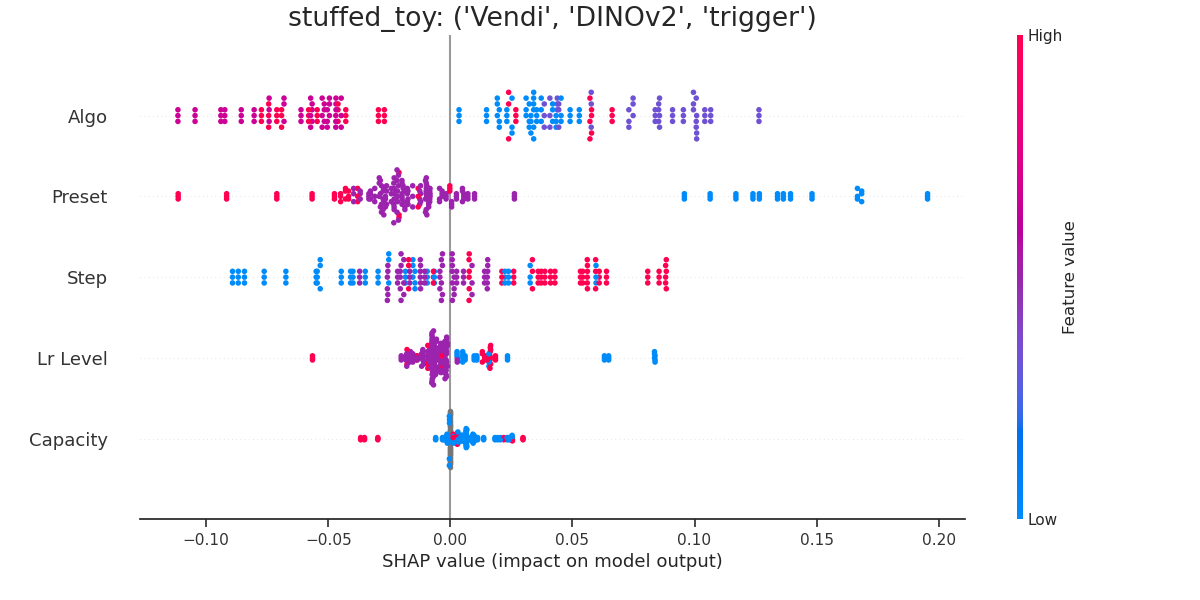 stuffed_toy: ('Vendi', 'DINOv2', 'trigger')
High
Algo
Preset
Step
Lr Level
Capacity
Feature value
Low
−0.10 −0.05 0.00 0.05 0.10 0.15 0.20
SHAP value (impact on model output)